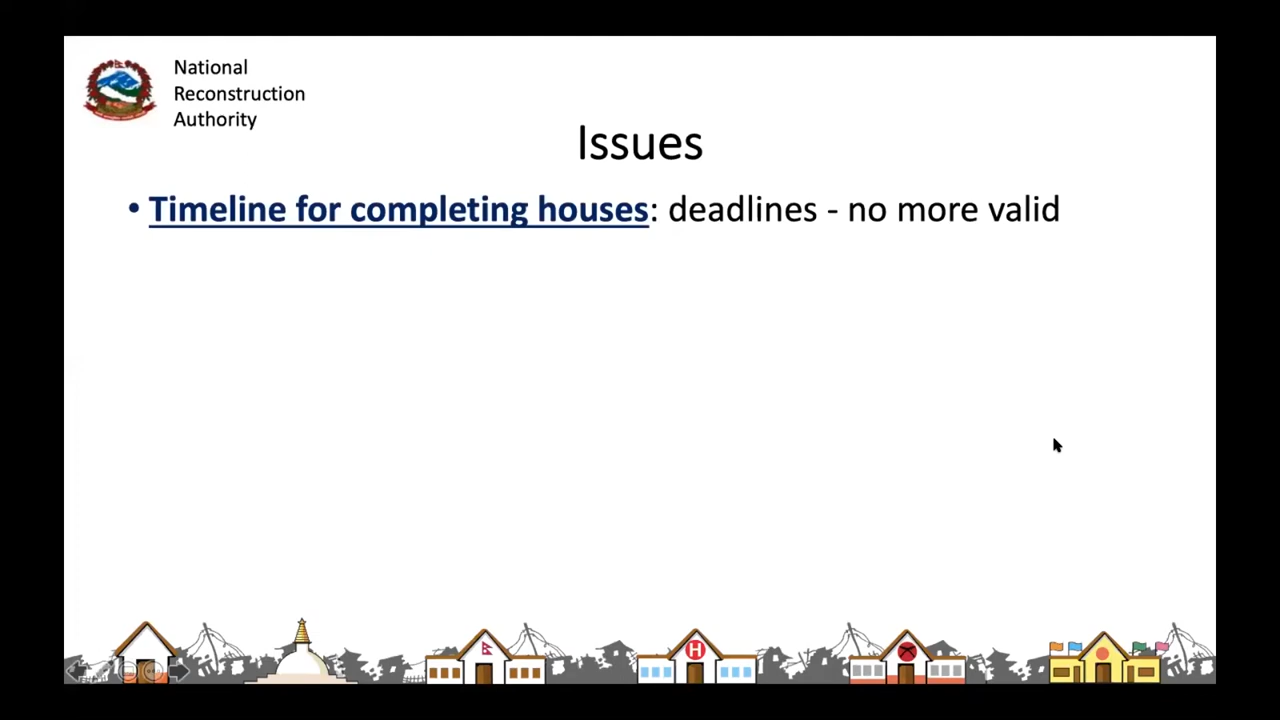 National
Reconstruction
Authority
Issues
• Timeline for completing houses: deadlines - no more valid
H